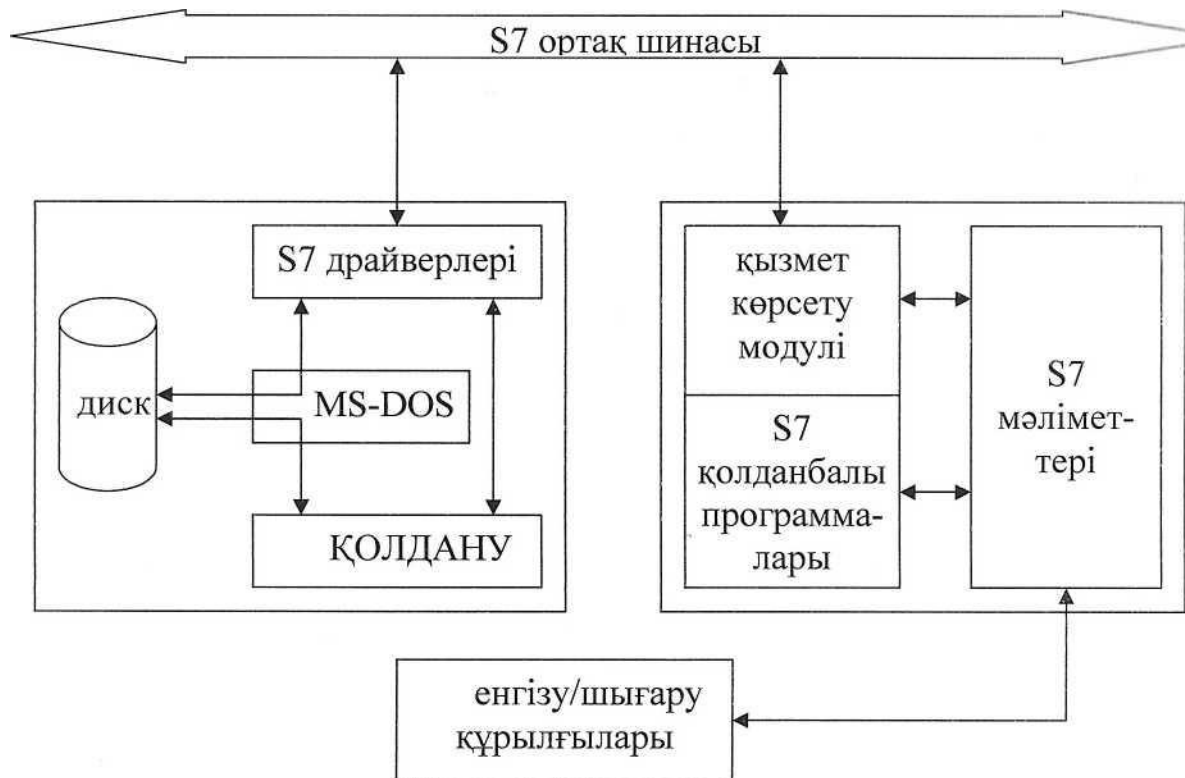 S7 ортақ шинасы
S7 драйверлері
диск
MS-DOS
ҚОЛДАНУ
қызмет
көрсету
модулі
S7
қолданбалы
программа-
лары
S7
мәлімет-
тері
енгізу/шығару
құрылғылары